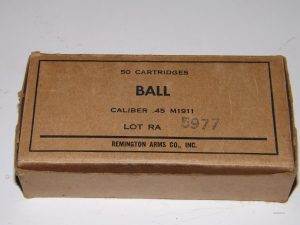 50 CARTRIDGES
BALL
CALIBER .45 M1911
LOT RA 5977
REMINGTON ARMS CO., INC.